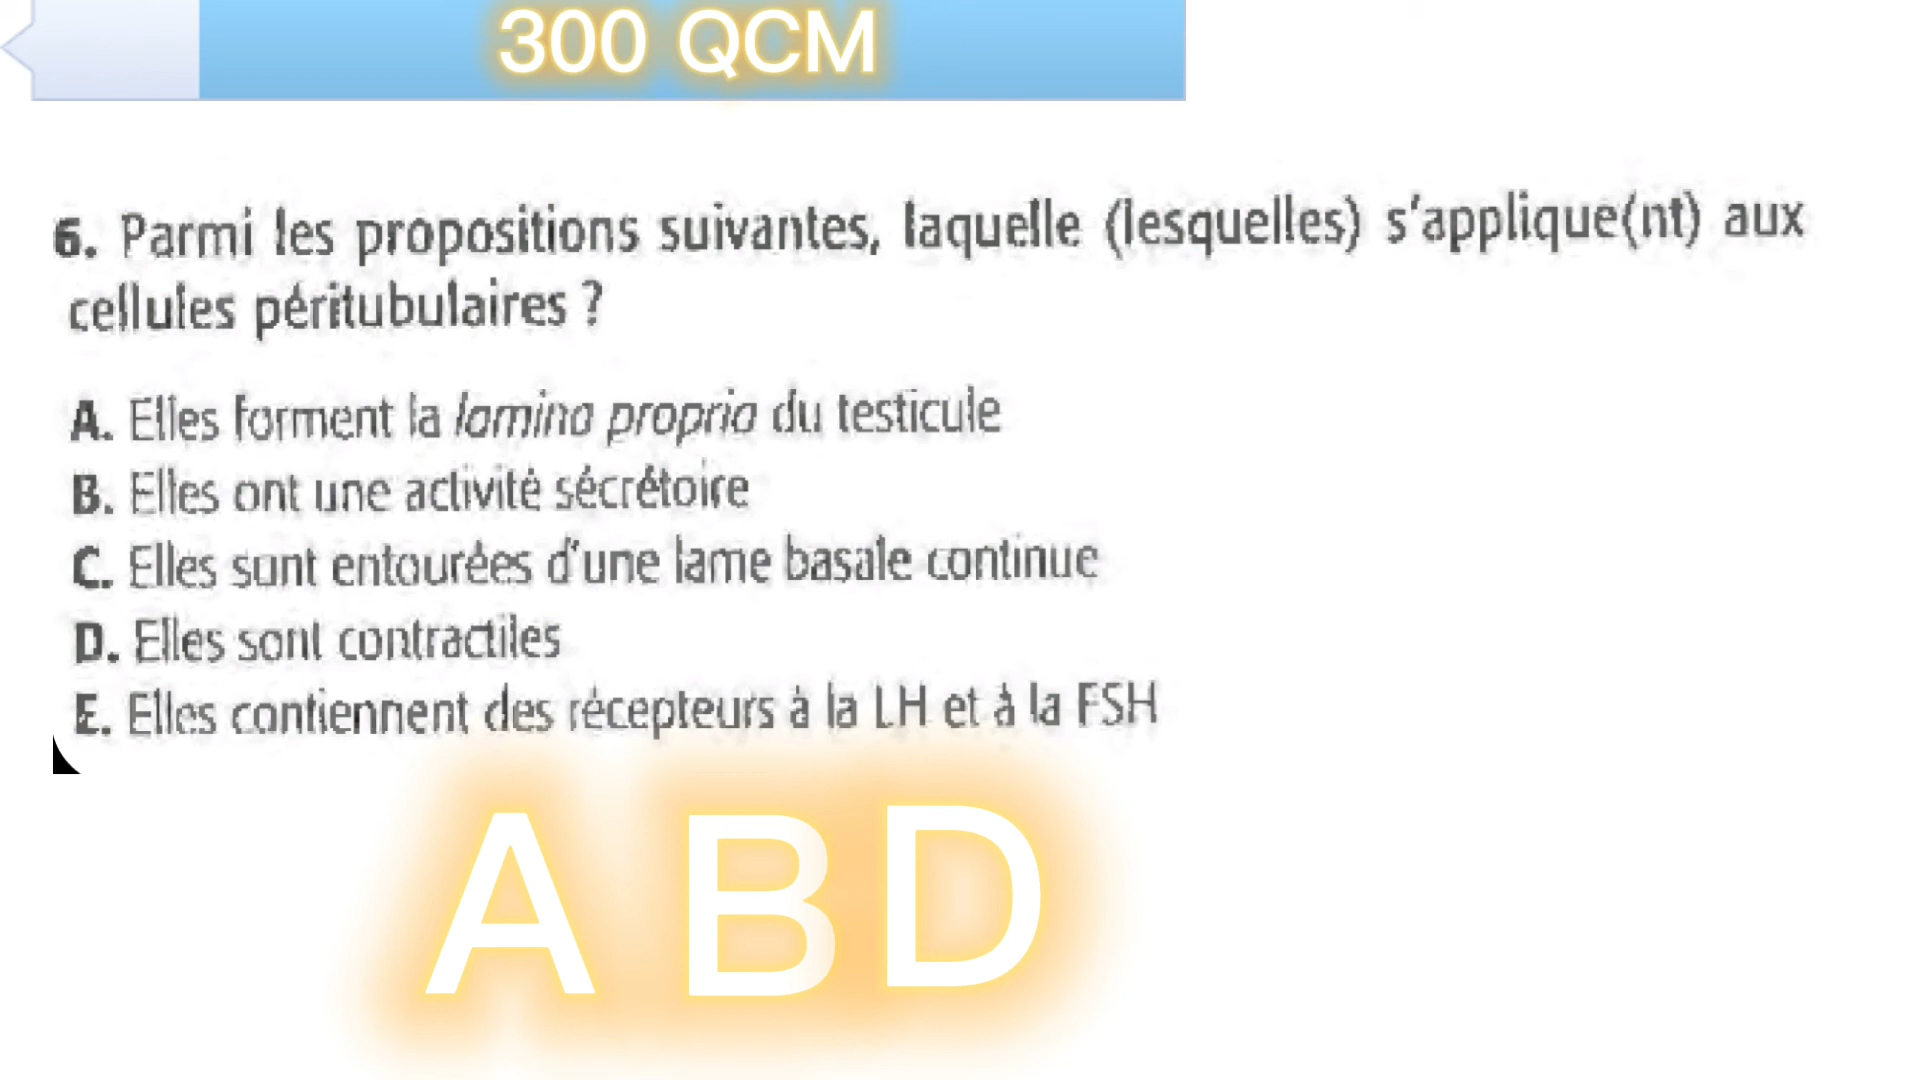 300 QCM
6. Parmi les propositions suivantes, laquelle (lesquelles) s'applique(nt) aux
cellules péritubulaires ?
A. Elles forment la lamina propria du testicule
B. Elles ont une activité sécrétoire
C. Elles sont entourées d'une lame basale continue
D. Elles sont contractiles
E. Elles contiennent des récepteurs à la LH et à la FSH
A B D